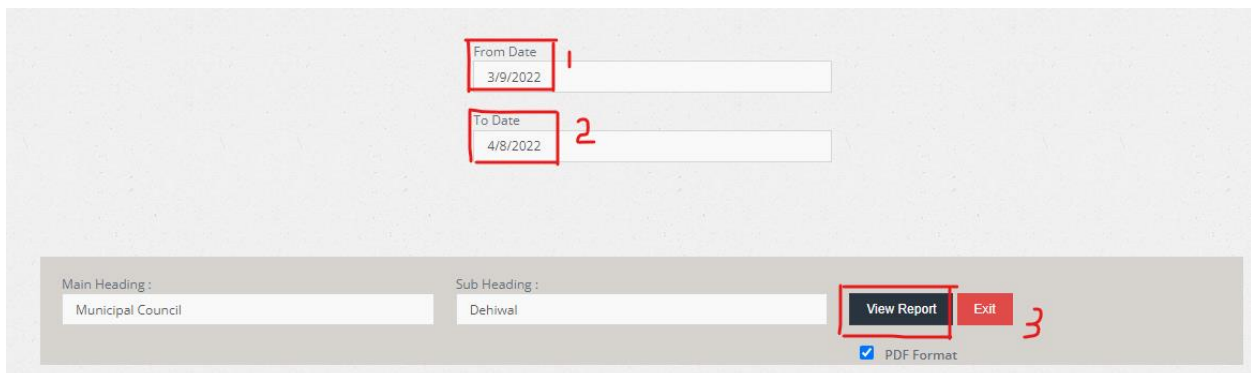 From Date
1
3/9/2022
To Date
2
4/8/2022
Main Heading :
Sub Heading :
Municipal Council
Dehiwal
View Report
Exit
3
PDF Format